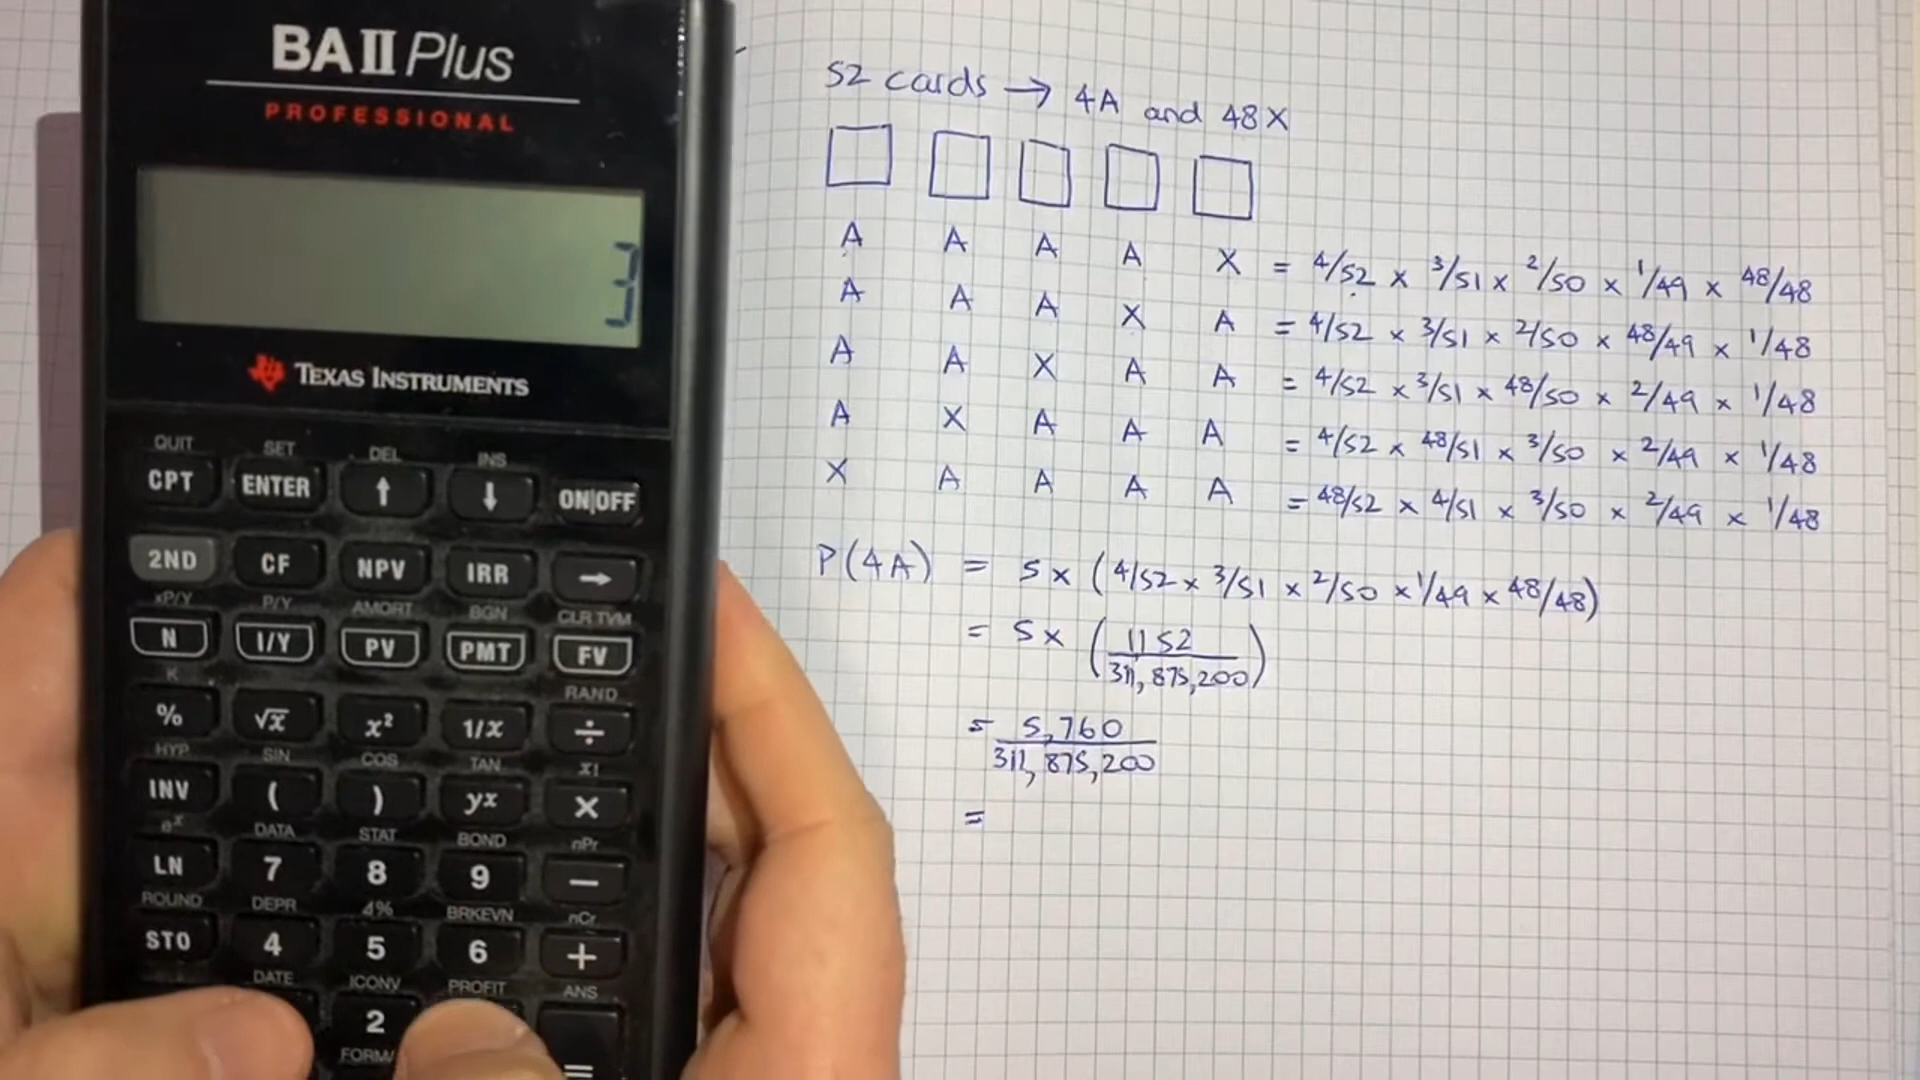 BA II Plus
PROFESSIONAL
3
TEXAS INSTRUMENTS
QUIT SET DEL INS
CPT ENTER ↑ ↓ ON|OFF
2ND CF NPV IRR →
xP/Y P/Y AMORT BGN CLR TVM
N I/Y PV PMT FV
K RAND
% √x x² 1/x ÷
HYP SIN COS TAN x!
INV ( ) yx ×
eˣ DATA STAT BOND nPr
LN 7 8 9 −
ROUND DEPR 4% BRKEVN nCr
STO 4 5 6 +
DATE ICONV PROFIT ANS
2
=
52 cards → 4A and 48X
A A A A X = 4/52 × 3/51 × 2/50 × 1/49 × 48/48
A A A X A = 4/52 × 3/51 × 2/50 × 48/49 × 1/48
A A X A A = 4/52 × 3/51 × 48/50 × 2/49 × 1/48
A X A A A = 4/52 × 48/51 × 3/50 × 2/49 × 1/48
X A A A A = 48/52 × 4/51 × 3/50 × 2/49 × 1/48
P(4A) = 5 × (4/52 × 3/51 × 2/50 × 1/49 × 48/48)
= 5 × (1152
311,875,200)
= 5,760
311,875,200
=